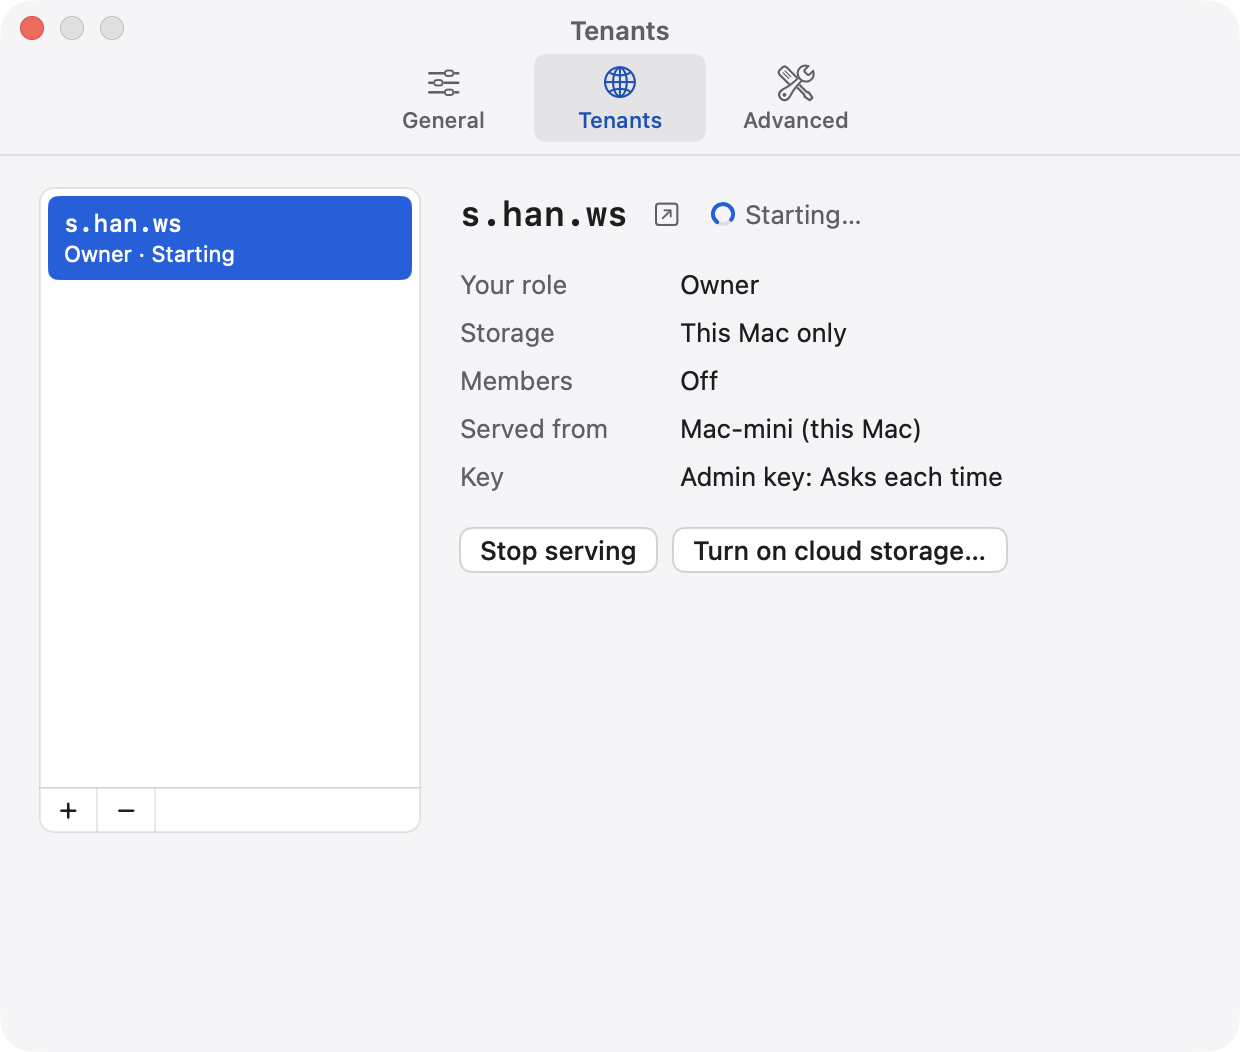 Tenants
General
Tenants
Advanced
s.han.ws
Owner · Starting
s.han.ws
Starting...
Your role
Owner
Storage
This Mac only
Members
Off
Served from
Mac-mini (this Mac)
Key
Admin key: Asks each time
Stop serving
Turn on cloud storage...
+
−